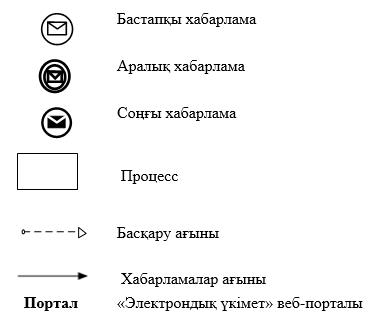 Бастапқы хабарлама
Аралық хабарлама
Соңғы хабарлама
Процесс
Басқару ағыны
Хабарламалар ағыны
Портал «Электрондық үкімет» веб-порталы